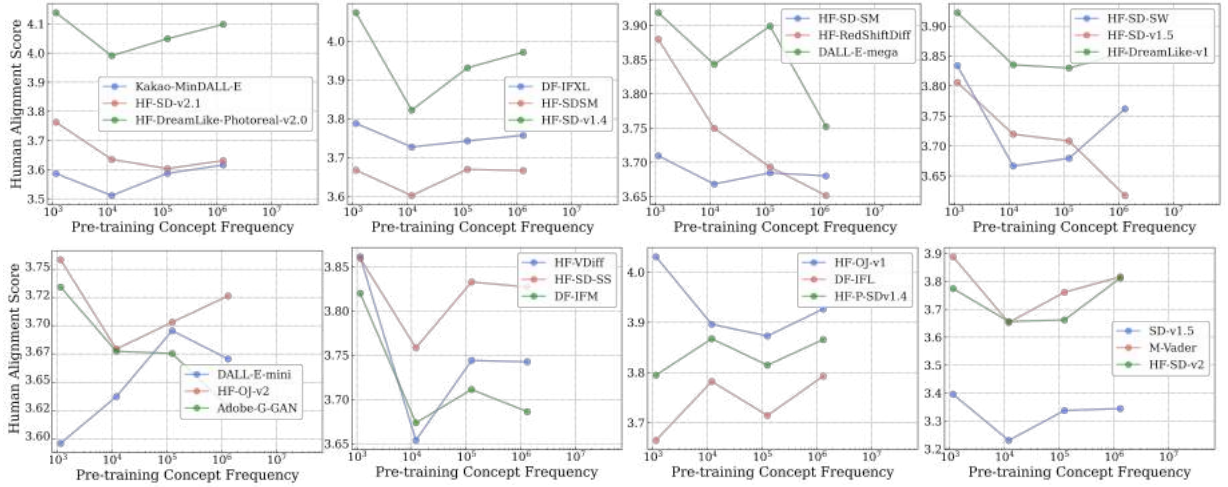 Human Alignment Score
4.1
4.0
3.9
3.8
3.7
3.6
3.5
Kakao-MinDALL-E
HF-SD-v2.1
HF-DreamLike-Photoreal-v2.0
10³ 10⁴ 10⁵ 10⁶ 10⁷
Pre-training Concept Frequency
4.0
3.9
3.8
3.7
3.6
DF-IFXL
HF-SDSM
HF-SD-v1.4
10³ 10⁴ 10⁵ 10⁶ 10⁷
Pre-training Concept Frequency
3.90
3.85
3.80
3.75
3.70
3.65
HF-SD-SM
HF-RedShiftDiff
DALL-E-mega
10³ 10⁴ 10⁵ 10⁶ 10⁷
Pre-training Concept Frequency
3.90
3.85
3.80
3.75
3.70
3.65
HF-SD-SW
HF-SD-v1.5
HF-DreamLike-v1
10³ 10⁴ 10⁵ 10⁶ 10⁷
Pre-training Concept Frequency
Human Alignment Score
3.75
3.72
3.70
3.67
3.65
3.62
3.60
DALL-E-mini
HF-OJ-v2
Adobe-G-GAN
10³ 10⁴ 10⁵ 10⁶ 10⁷
Pre-training Concept Frequency
3.85
3.80
3.75
3.70
3.65
HF-VDiff
HF-SD-SS
DF-IFM
10³ 10⁴ 10⁵ 10⁶ 10⁷
Pre-training Concept Frequency
4.0
3.9
3.8
3.7
HF-OJ-v1
DF-IFL
HF-P-SDv1.4
10³ 10⁴ 10⁵ 10⁶ 10⁷
Pre-training Concept Frequency
3.9
3.8
3.7
3.6
3.5
3.4
3.3
3.2
SD-v1.5
M-Vader
HF-SD-v2
10³ 10⁴ 10⁵ 10⁶ 10⁷
Pre-training Concept Frequency